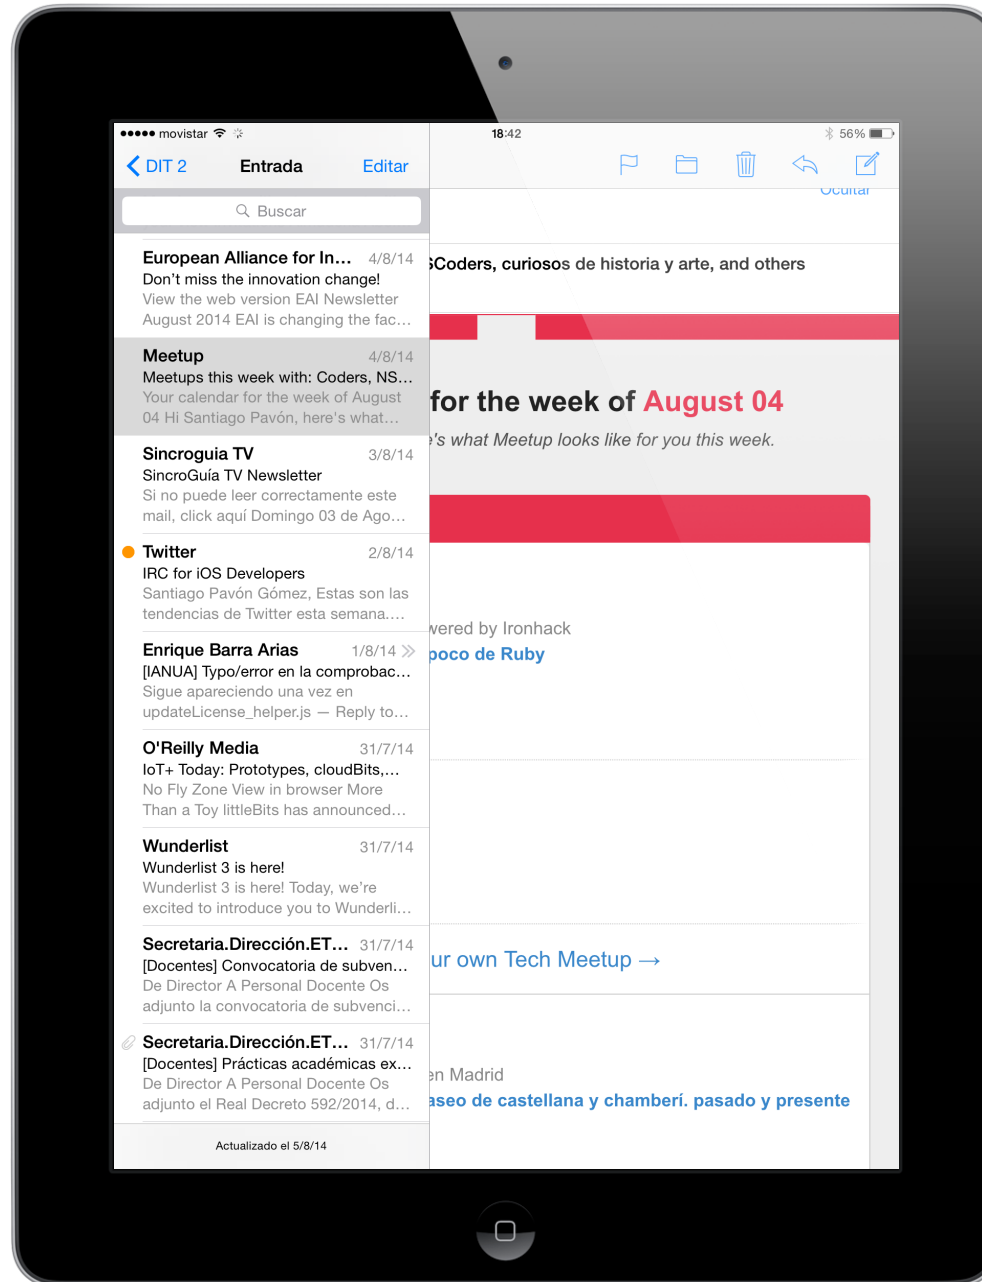 movistar
18:42
56%
DIT 2
Entrada
Editar
Buscar
European Alliance for In... 4/8/14
Don't miss the innovation change!
View the web version EAI Newsletter
August 2014 EAI is changing the fac...
Meetup 4/8/14
Meetups this week with: Coders, NS...
Your calendar for the week of August
04 Hi Santiago Pavón, here's what...
Sincroguia TV 3/8/14
SincroGuía TV Newsletter
Si no puede leer correctamente este
mail, click aquí Domingo 03 de Ago...
Twitter 2/8/14
IRC for iOS Developers
Santiago Pavón Gómez, Estas son las
tendencias de Twitter esta semana....
Enrique Barra Arias 1/8/14
[IANUA] Typo/error en la comprobac...
Sigue apareciendo una vez en
updateLicense_helper.js — Reply to...
O'Reilly Media 31/7/14
IoT+ Today: Prototypes, cloudBits,...
No Fly Zone View in browser More
Than a Toy littleBits has announced...
Wunderlist 31/7/14
Wunderlist 3 is here!
Wunderlist 3 is here! Today, we're
excited to introduce you to Wunderli...
Secretaria.Dirección.ET... 31/7/14
[Docentes] Convocatoria de subven...
De Director A Personal Docente Os
adjunto la convocatoria de subvenci...
Secretaria.Dirección.ET... 31/7/14
[Docentes] Prácticas académicas ex...
De Director A Personal Docente Os
adjunto el Real Decreto 592/2014, d...
Actualizado el 5/8/14
Ocultar
SCoders, curiosos de historia y arte, and others
for the week of August 04
e's what Meetup looks like for you this week.
wered by Ironhack
poco de Ruby
ur own Tech Meetup →
en Madrid
aseo de castellana y chamberí. pasado y presente